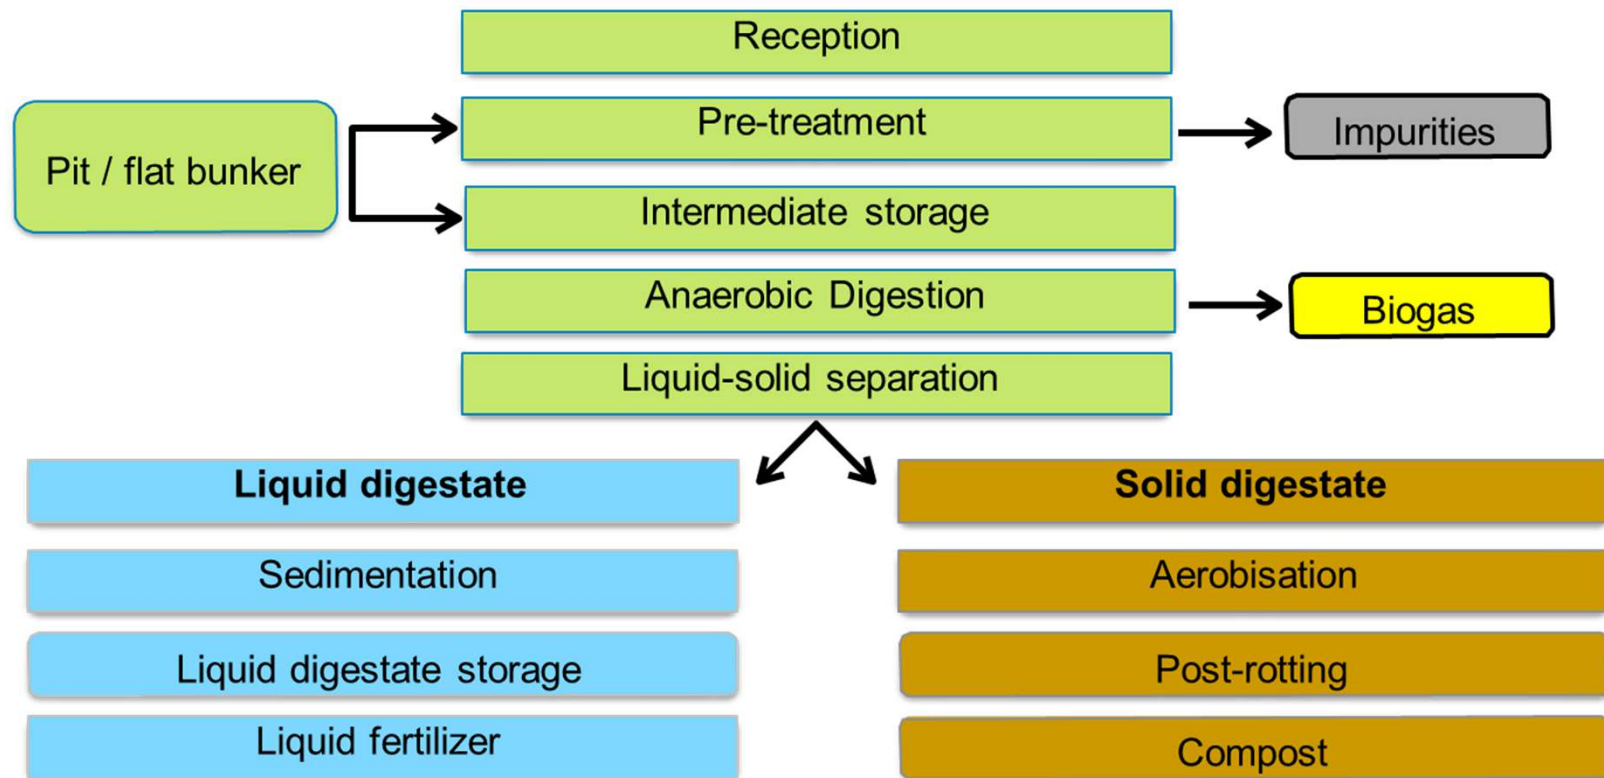 Reception
Pit / flat bunker
Pre-treatment
Impurities
Intermediate storage
Anaerobic Digestion
Biogas
Liquid-solid separation
Liquid digestate
Sedimentation
Liquid digestate storage
Liquid fertilizer
Solid digestate
Aerobisation
Post-rotting
Compost